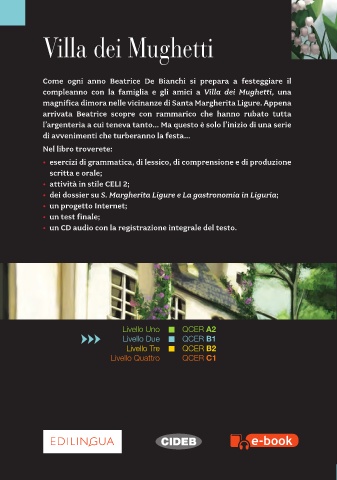 Villa dei Mughetti
Come ogni anno Beatrice De Bianchi si prepara a festeggiare il
compleanno con la famiglia e gli amici a Villa dei Mughetti, una
magnifica dimora nelle vicinanze di Santa Margherita Ligure. Appena
arrivata Beatrice scopre con rammarico che hanno rubato tutta
l'argenteria a cui teneva tanto... Ma questo è solo l'inizio di una serie
di avvenimenti che turberanno la festa...
Nel libro troverete:
• esercizi di grammatica, di lessico, di comprensione e di produzione
scritta e orale;
• attività in stile CELI 2;
• dei dossier su S. Margherita Ligure e La gastronomia in Liguria;
• un progetto Internet;
• un test finale;
• un CD audio con la registrazione integrale del testo.
Livello Uno QCER A2
Livello Due QCER B1
Livello Tre QCER B2
Livello Quattro QCER C1
EDILINGUA CIDEB e-book